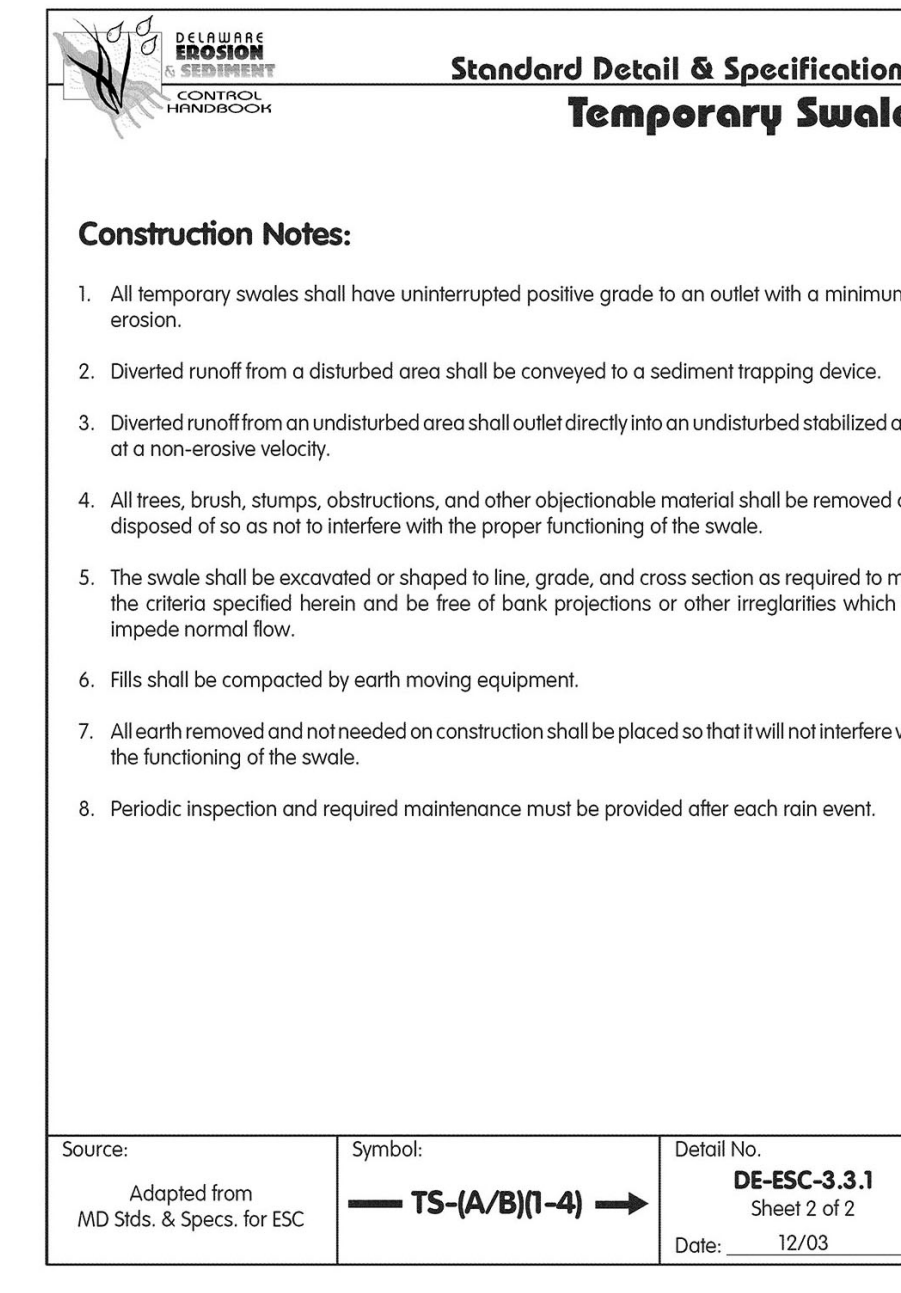 DELAWARE
EROSION
& SEDIMENT
CONTROL
HANDBOOK
Standard Detail & Specification
Temporary
Construction Notes:
1. All temporary swales shall have uninterrupted positive grade to an outlet with a
erosion.
2. Diverted runoff from a disturbed area shall be conveyed to a sediment trapping device.
3. Diverted runoff from an undisturbed area shall outlet directly into an undisturbed stabilized
at a non-erosive velocity.
4. All trees, brush, stumps, obstructions, and other objectionable material shall be removed
disposed of so as not to interfere with the proper functioning of the swale.
5. The swale shall be excavated or shaped to line, grade, and cross section as required to
the criteria specified herein and be free of bank projections or other irreglarities which
impede normal flow.
6. Fills shall be compacted by earth moving equipment.
7. All earth removed and not needed on construction shall be placed so that it will not interfere
the functioning of the swale.
8. Periodic inspection and required maintenance must be provided after each rain event.
Source:
Adapted from
MD Stds. & Specs. for ESC
Symbol:
TS-(A/B)(1-4)
Detail No.
DE-ESC-3.3.1
Sheet 2 of 2
Date: 12/03